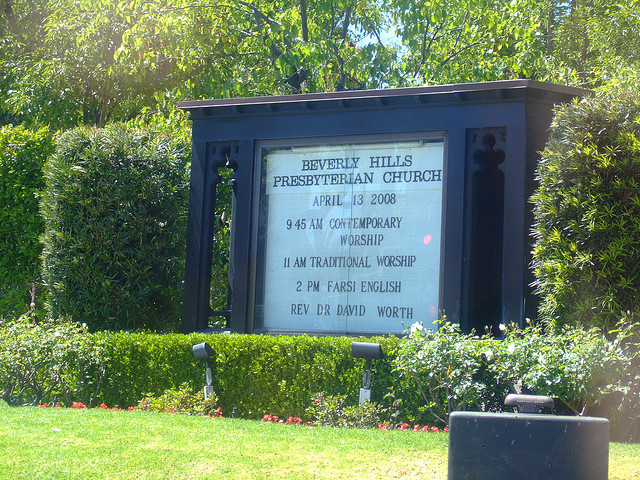 BEVERLY HILLS
PRESBYTERIAN CHURCH
APRIL 13 2008
9 45 AM CONTEMPORARY
WORSHIP
11 AM TRADITIONAL WORSHIP
2 PM FARSI ENGLISH
REV DR DAVID WORTH